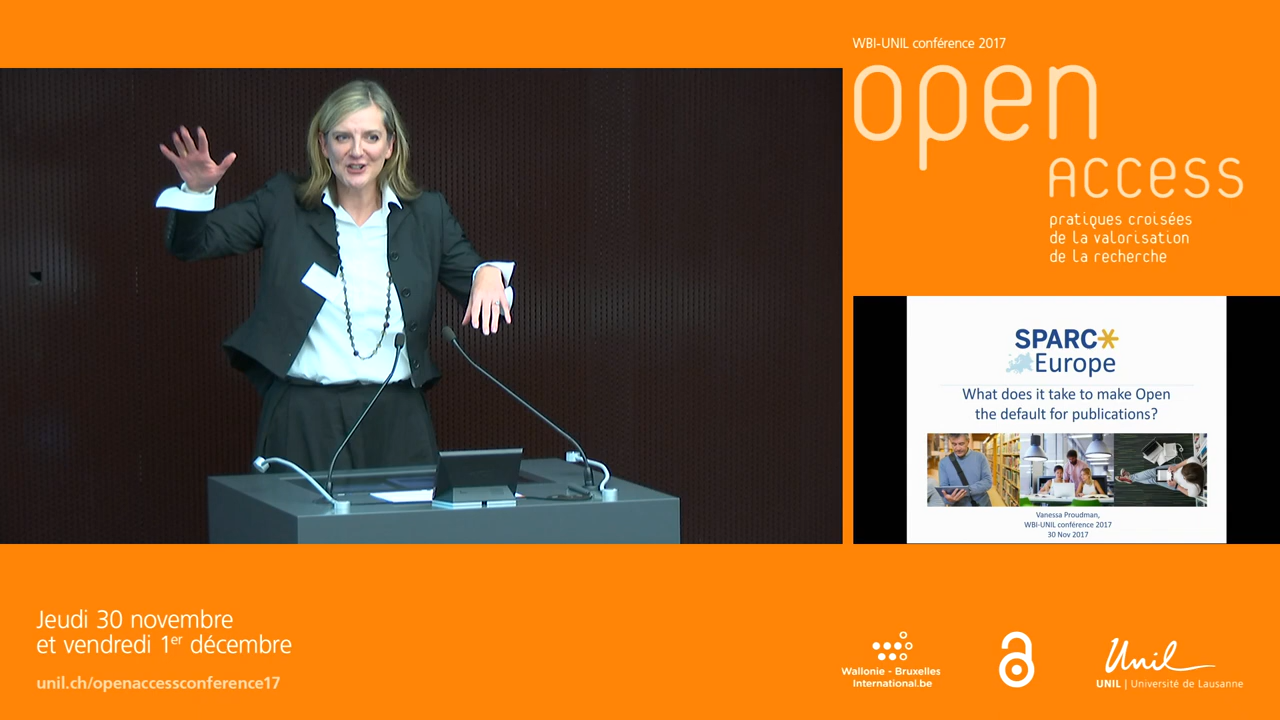 WBI-UNIL conférence 2017
open
access
pratiques croisées
de la valorisation
de la recherche
SPARC
Europe
What does it take to make Open
the default for publications?
Vanessa Proudman,
WBI-UNIL conférence 2017
30 Nov 2017
Jeudi 30 novembre
et vendredi 1er décembre
unil.ch/openaccessconference17
Wallonie - Bruxelles
International.be
Unil
UNIL | Université de Lausanne